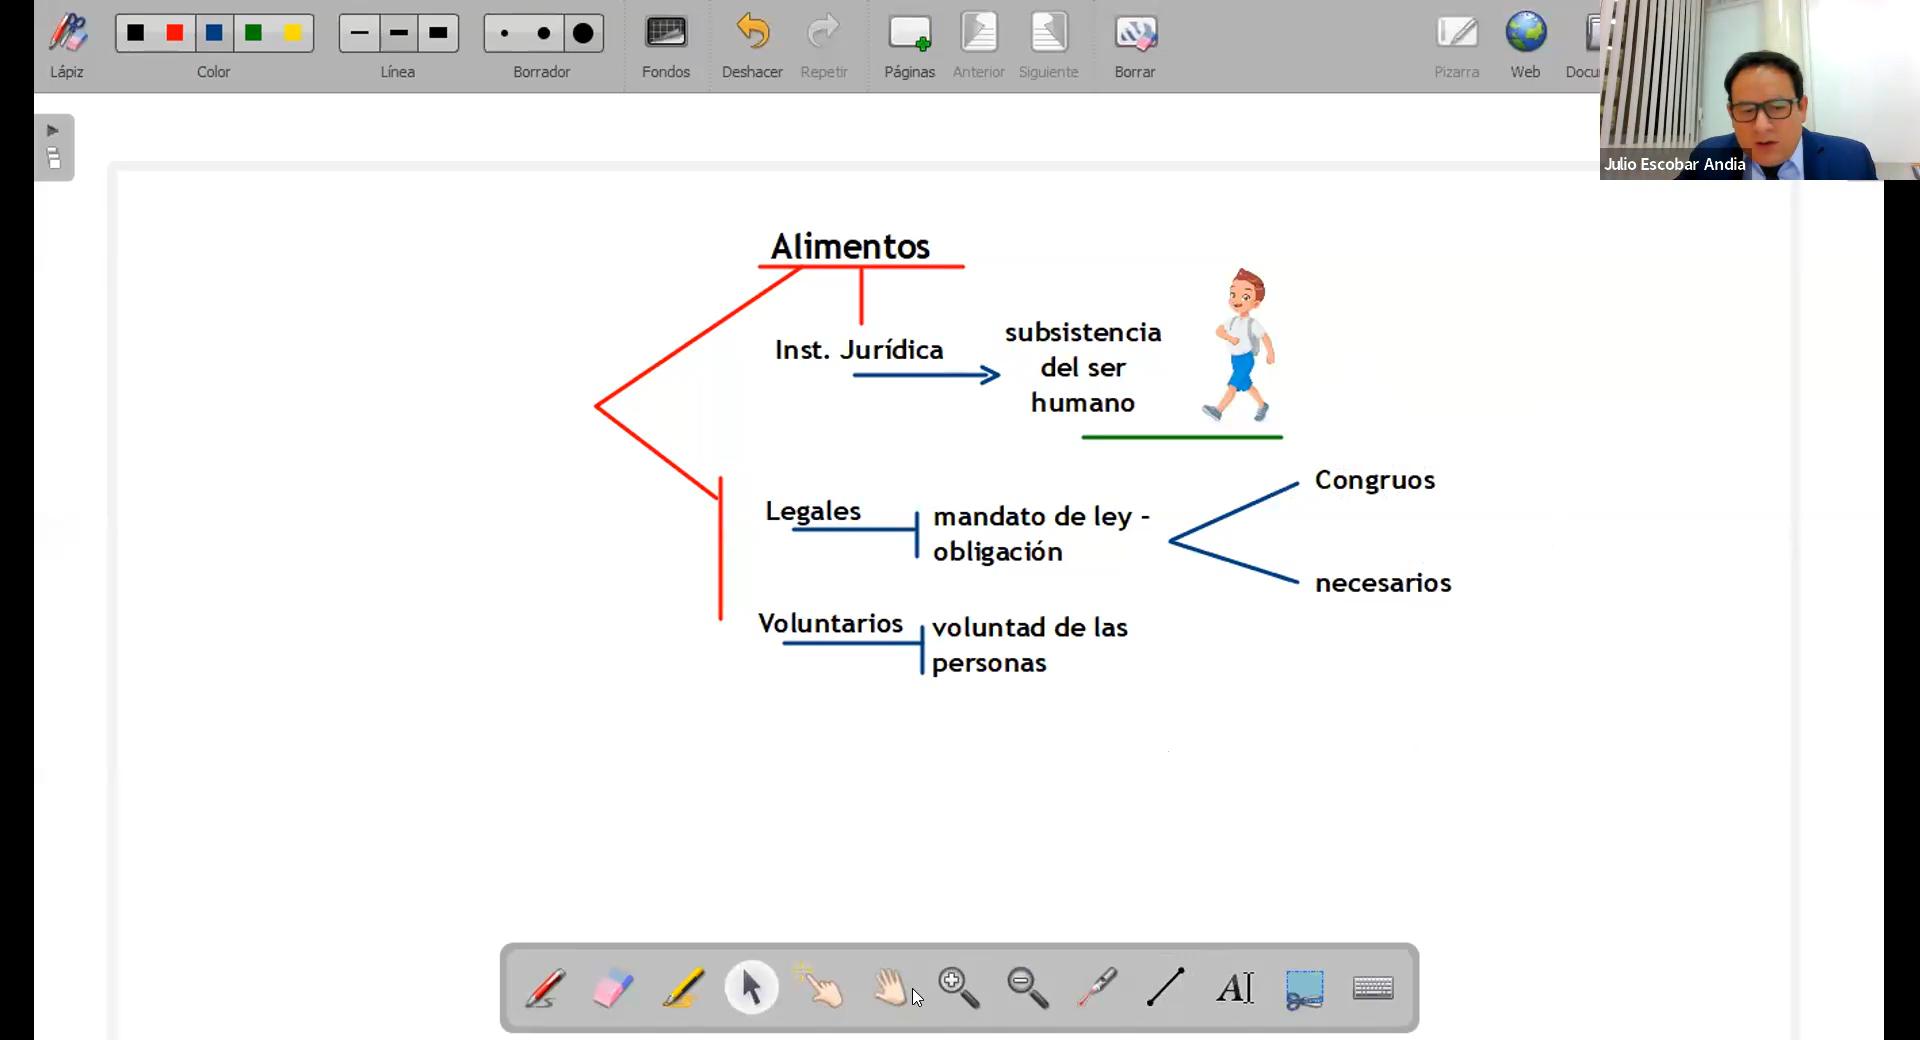 Lápiz
Color
Línea
Borrador
Fondos
Deshacer
Repetir
Páginas
Anterior
Siguiente
Borrar
Pizarra
Web
Julio Escobar Andia
Alimentos
Inst. Jurídica
subsistencia
del ser
humano
Legales
mandato de ley -
obligación
Congruos
necesarios
Voluntarios
voluntad de las
personas
AI